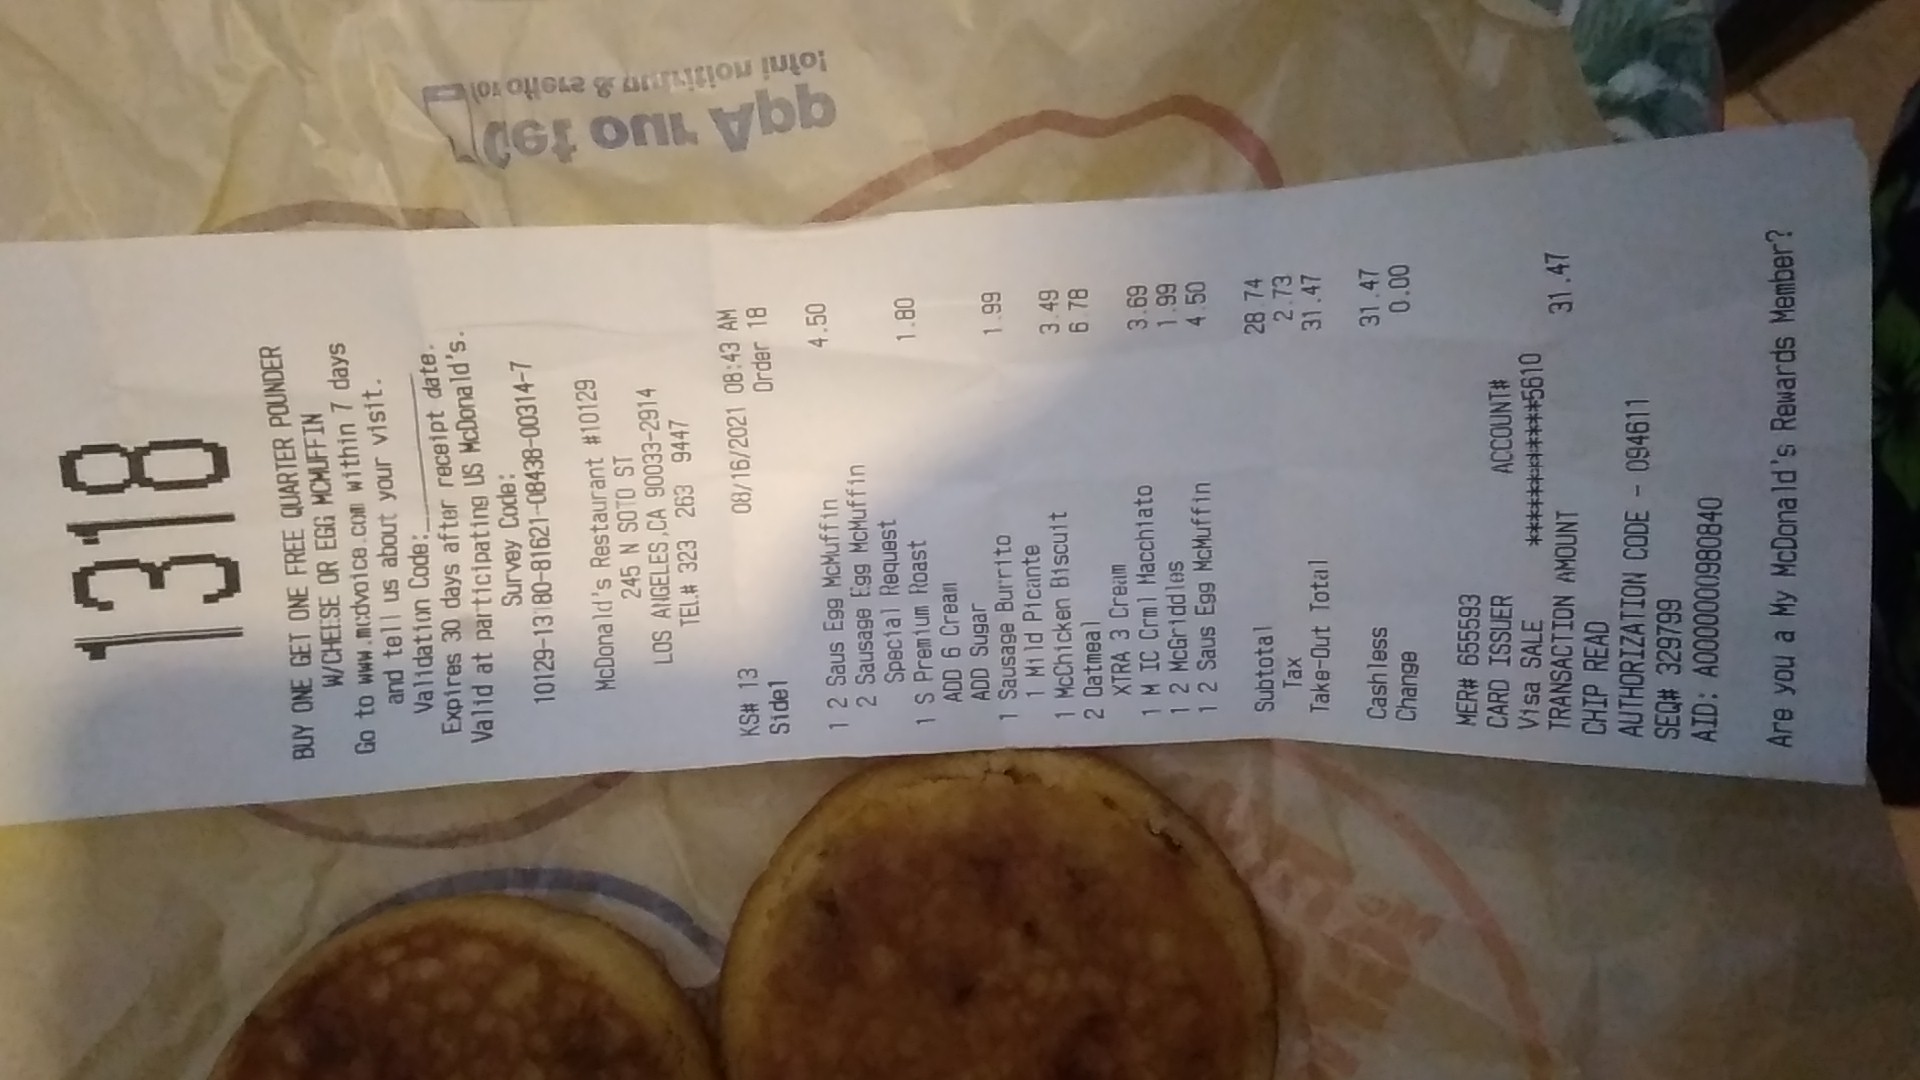 1318
BUY ONE GET ONE FREE QUARTER POUNDER
W/CHEESE OR EGG MCMUFFIN
Go to www.mcdvoice.com within 7 days
and tell us about your visit.
Validation Code:
Expires 30 days after receipt date.
Valid at participating US McDonald's.
Survey Code:
10129-13180-81621-08438-00314-7
McDonald's Restaurant #10129
245 N SOTO ST
LOS ANGELES,CA 90033-2914
TEL# 323 263 9447
KS# 13 08/16/2021 08:43 AM
Side1 Order 18
1 2 Saus Egg McMuffin 4.50
2 Sausage Egg McMuffin
Special Request
1 S Premium Roast 1.80
ADD 6 Cream
ADD Sugar
1 Sausage Burrito 1.99
1 Mild Picante
1 McChicken Biscuit 3.49
2 Oatmeal 6.78
XTRA 3 Cream
1 M IC Crml Macchiato 3.69
1 2 McGriddles 1.99
1 2 Saus Egg McMuffin 4.50
Subtotal 28.74
Tax 2.73
Take-Out Total 31.47
Cashless 31.47
Change 0.00
MER# 655593
CARD ISSUER ACCOUNT#
Visa SALE ************5610
TRANSACTION AMOUNT 31.47
CHIP READ
AUTHORIZATION CODE - 094611
SEQ# 329799
AID: A0000000980840
Are you a My McDonald's Rewards Member?
Get our App
for offers & nutrition info!